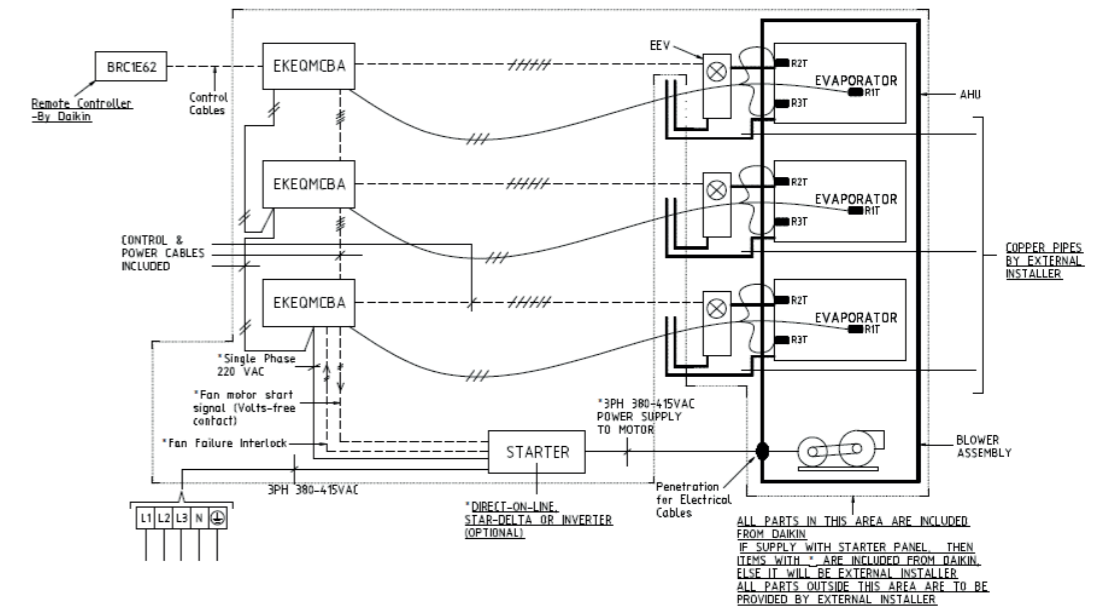 BRC1E62
Remote Controller
-By Daikin
Control
Cables
EKEQMCBA
EEV
R2T
EVAPORATOR
R1T
R3T
AHU
EKEQMCBA
R2T
EVAPORATOR
R1T
R3T
CONTROL &
POWER CABLES
INCLUDED
COPPER PIPES
BY EXTERNAL
INSTALLER
EKEQMCBA
R2T
EVAPORATOR
R1T
R3T
*Single Phase
220 VAC
*Fan motor start
signal (Volts-free
contact)
*Fan Failure Interlock
*3PH 380-415VAC
POWER SUPPLY
TO MOTOR
STARTER
BLOWER
ASSEMBLY
3PH 380-415VAC
L1 L2 L3 N
*DIRECT-ON-LINE,
STAR-DELTA OR INVERTER
(OPTIONAL)
Penetration
for Electrical
Cables
ALL PARTS IN THIS AREA ARE INCLUDED
FROM DAIKIN
IF SUPPLY WITH STARTER PANEL, THEN
ITEMS WITH * ARE INCLUDED FROM DAIKIN,
ELSE IT WILL BE EXTERNAL INSTALLER
ALL PARTS OUTSIDE THIS AREA ARE TO BE
PROVIDED BY EXTERNAL INSTALLER